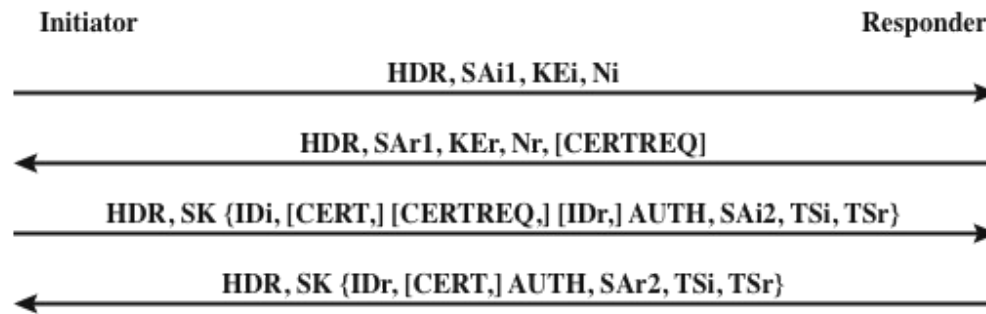 Initiator Responder
HDR, SAi1, KEi, Ni
HDR, SAr1, KEr, Nr, [CERTREQ]
HDR, SK {IDi, [CERT,] [CERTREQ,] [IDr,] AUTH, SAi2, TSi, TSr}
HDR, SK {IDr, [CERT,] AUTH, SAr2, TSi, TSr}